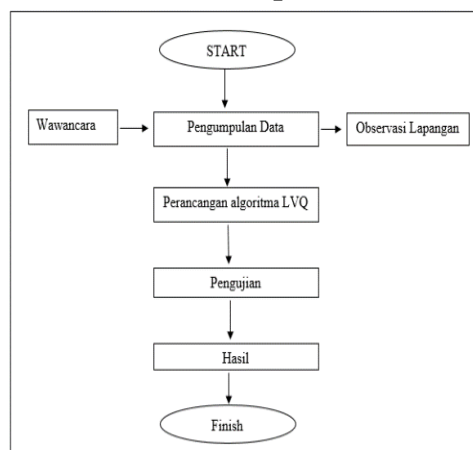 START
Wawancara
Pengumpulan Data
Observasi Lapangan
Perancangan algoritma LVQ
Pengujian
Hasil
Finish